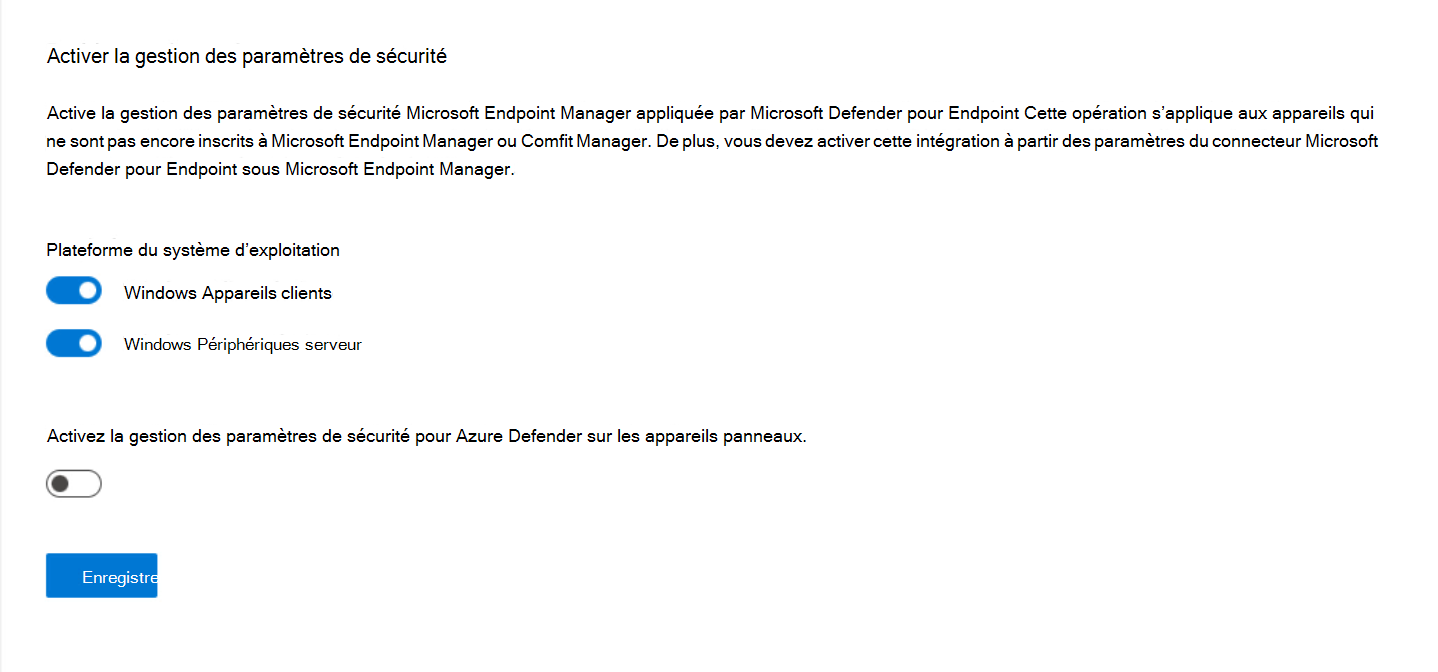 Activer la gestion des paramètres de sécurité
Active la gestion des paramètres de sécurité Microsoft Endpoint Manager appliquée par Microsoft Defender pour Endpoint Cette opération s’applique aux appareils qui
ne sont pas encore inscrits à Microsoft Endpoint Manager ou Comfit Manager. De plus, vous devez activer cette intégration à partir des paramètres du connecteur Microsoft
Defender pour Endpoint sous Microsoft Endpoint Manager.
Plateforme du système d’exploitation
Windows Appareils clients
Windows Périphériques serveur
Activez la gestion des paramètres de sécurité pour Azure Defender sur les appareils panneaux.
Enregistre